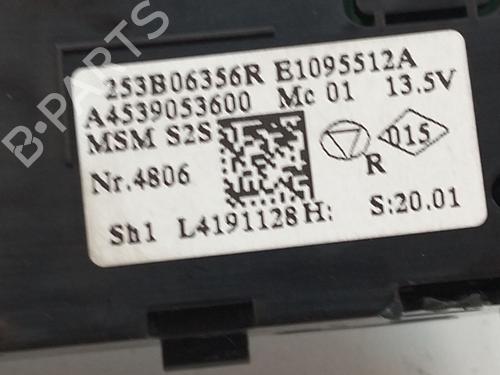 B-PARTS
253B06356R E1095512A
A4539053600 Mc 01 13.5V
MSM S2S
015
R
Nr.4806
Sh1 L4191128 H: S:20.01